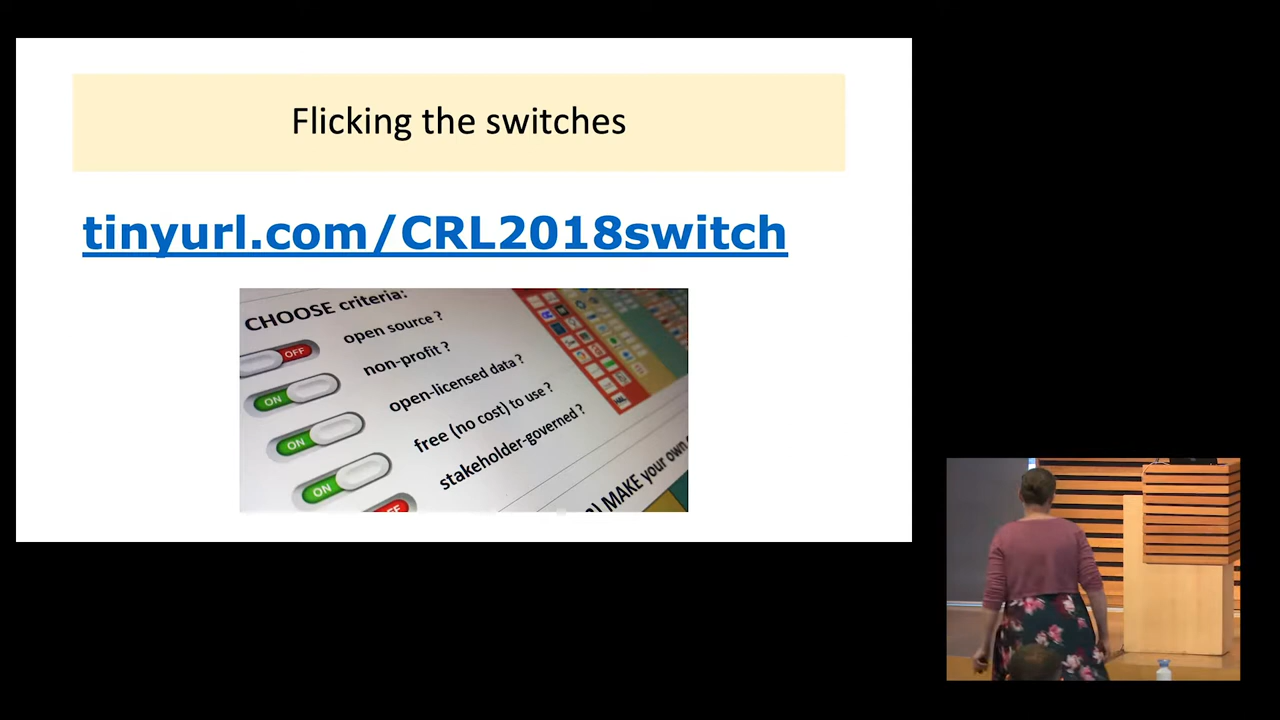 Flicking the switches
tinyurl.com/CRL2018switch
CHOOSE criteria:
OFF open source ?
ON non-profit ?
ON open-licensed data ?
ON free (no cost) to use ?
stakeholder-governed ?
MAKE your own